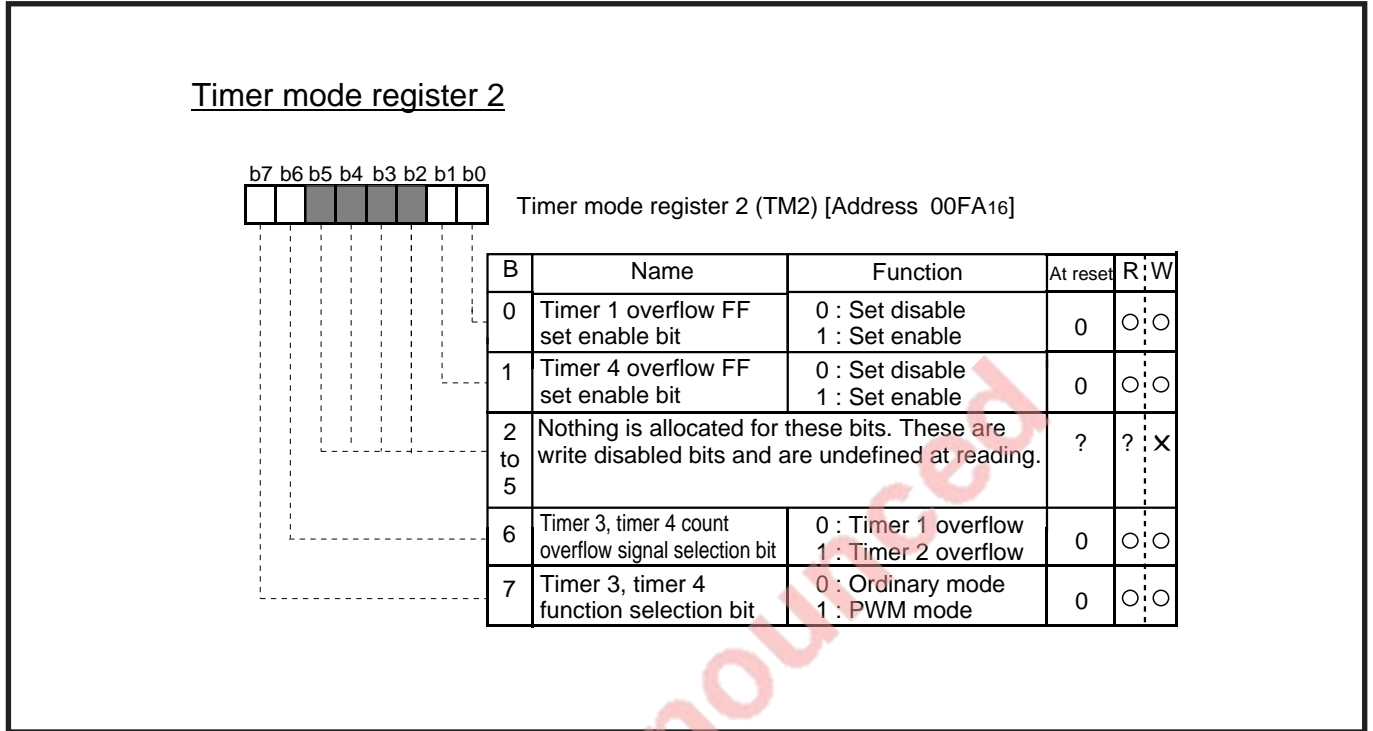 Timer mode register 2
b7 b6 b5 b4 b3 b2 b1 b0
Timer mode register 2 (TM2) [Address 00FA16]
B Name Function At reset R W
0 Timer 1 overflow FF set enable bit 0 : Set disable 1 : Set enable 0 ○ ○
1 Timer 4 overflow FF set enable bit 0 : Set disable 1 : Set enable 0 ○ ○
2 to 5 Nothing is allocated for these bits. These are write disabled bits and are undefined at reading. ? ? ×
6 Timer 3, timer 4 count overflow signal selection bit 0 : Timer 1 overflow 1 : Timer 2 overflow 0 ○ ○
7 Timer 3, timer 4 function selection bit 0 : Ordinary mode 1 : PWM mode 0 ○ ○